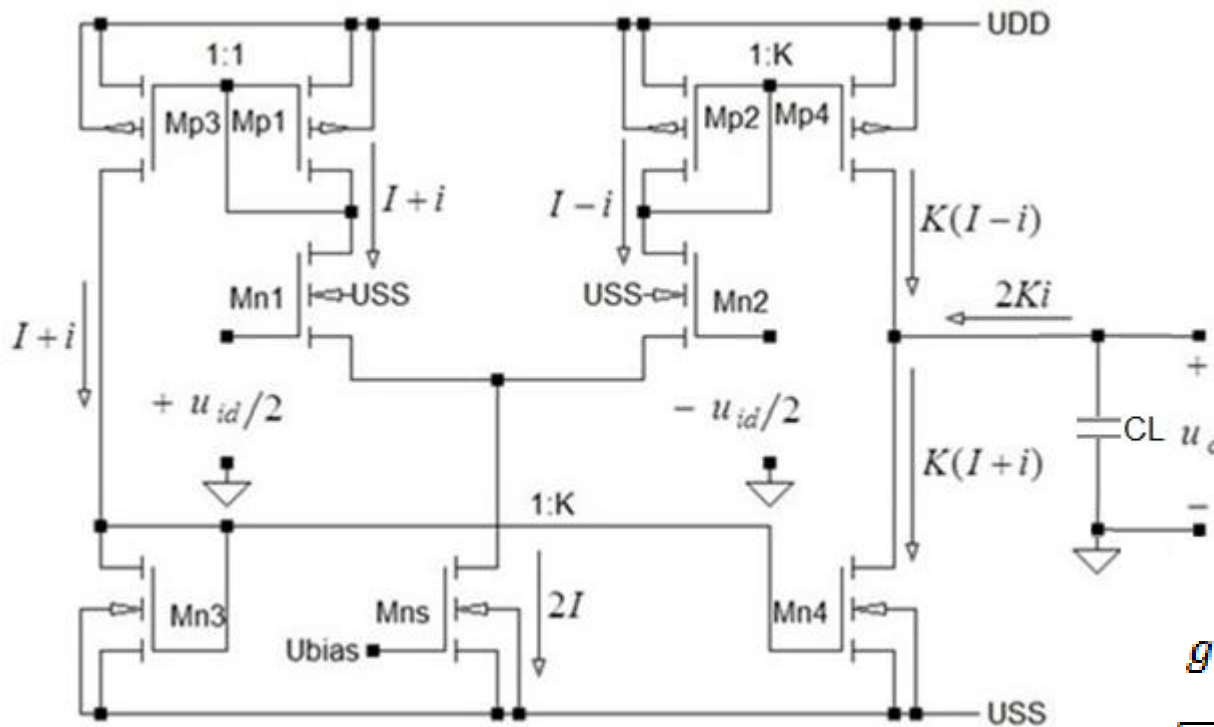 UDD
1:1
1:K
Mp3 Mp1
Mp2 Mp4
I+i
I−i
K(I−i)
Mn1
USS
USS
Mn2
2Ki
I+i
+ u_id/2
− u_id/2
+
CL
K(I+i)
−
1:K
Mn3
Mns
2I
Mn4
Ubias
g
USS